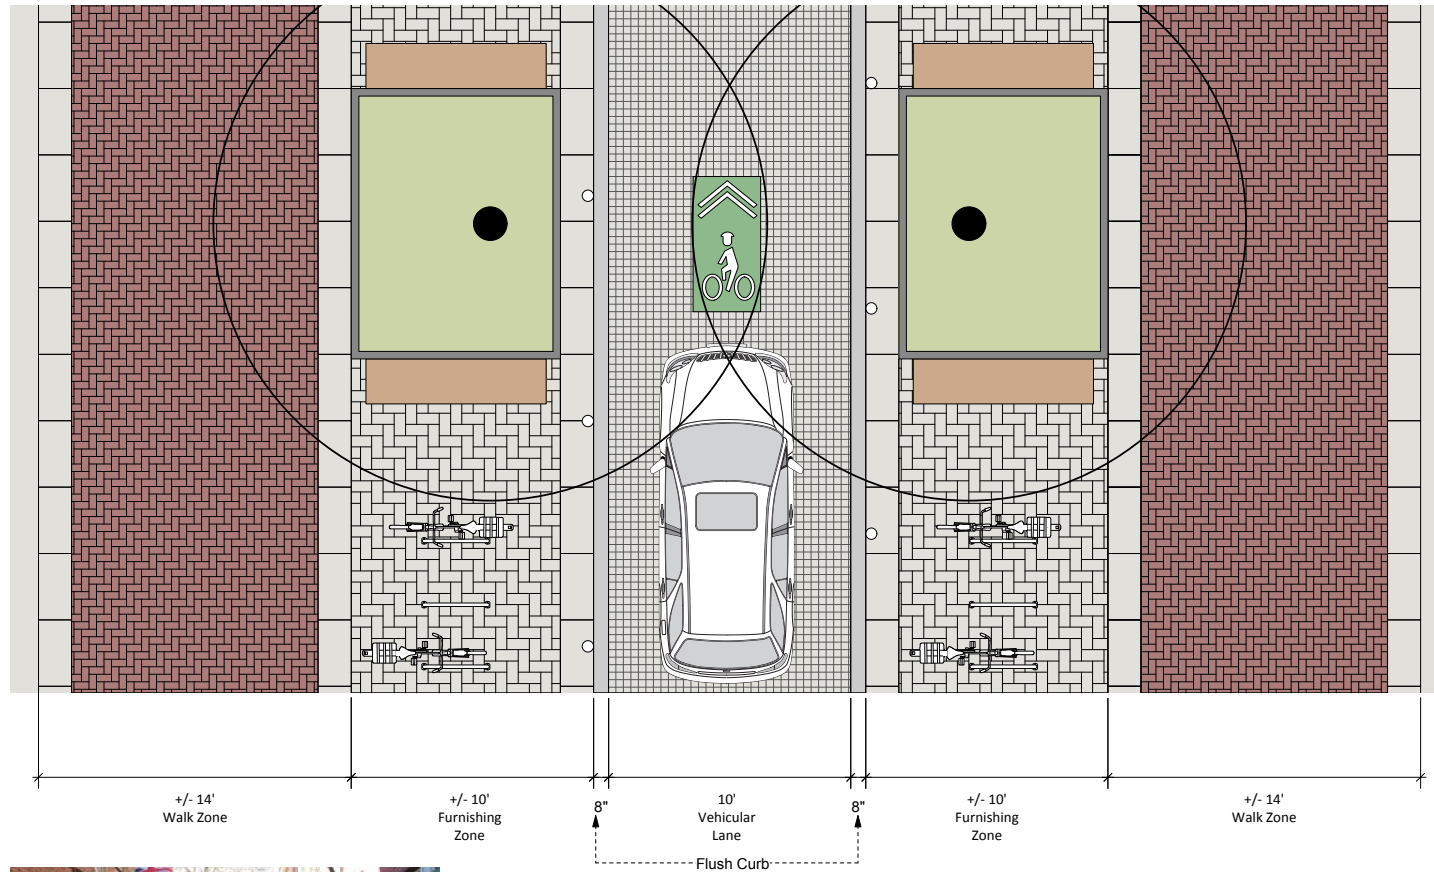 +/- 14'
Walk Zone
+/- 10'
Furnishing
Zone
8"
10'
Vehicular
Lane
8"
+/- 10'
Furnishing
Zone
+/- 14'
Walk Zone
Flush Curb